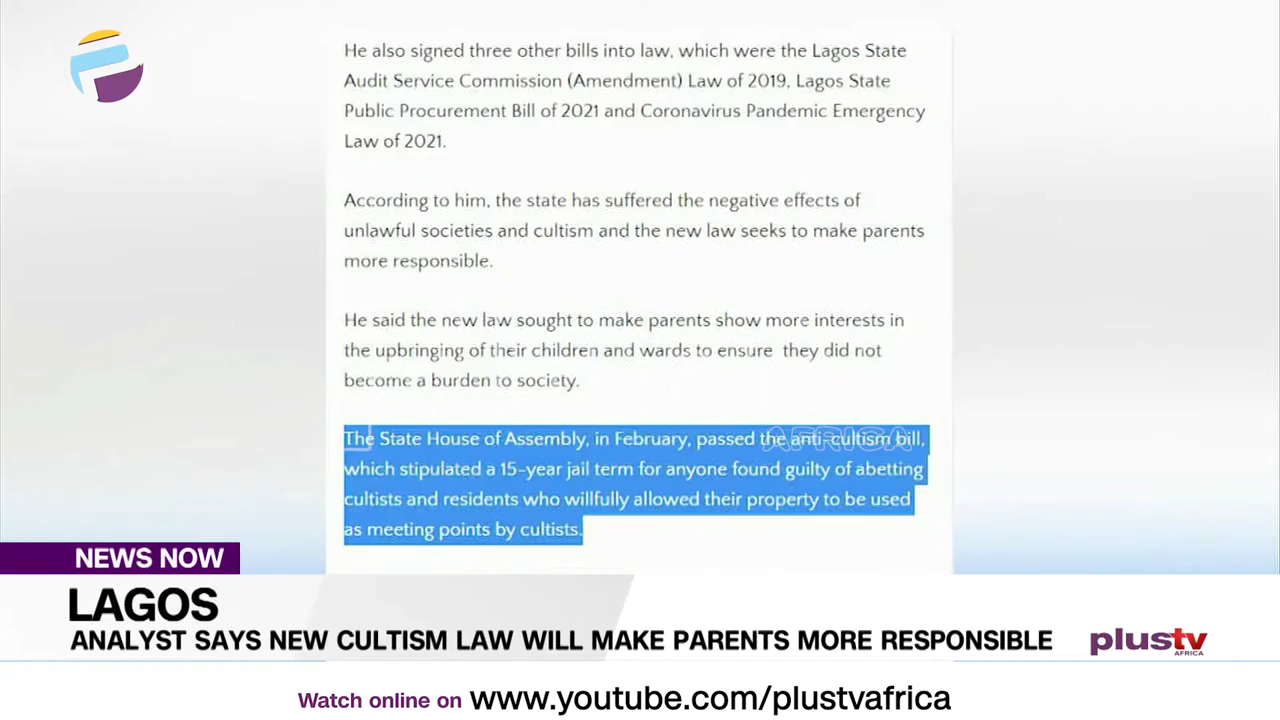 He also signed three other bills into law, which were the Lagos State
Audit Service Commission (Amendment) Law of 2019, Lagos State
Public Procurement Bill of 2021 and Coronavirus Pandemic Emergency
Law of 2021.
According to him, the state has suffered the negative effects of
unlawful societies and cultism and the new law seeks to make parents
more responsible.
He said the new law sought to make parents show more interests in
the upbringing of their children and wards to ensure they did not
become a burden to society.
The State House of Assembly, in February, passed the anti-cultism bill,
which stipulated a 15-year jail term for anyone found guilty of abetting
cultists and residents who willfully allowed their property to be used
as meeting points by cultists.
AFRICA
NEWS NOW
LAGOS
ANALYST SAYS NEW CULTISM LAW WILL MAKE PARENTS MORE RESPONSIBLE
plustv
AFRICA
Watch online on www.youtube.com/plustvafrica